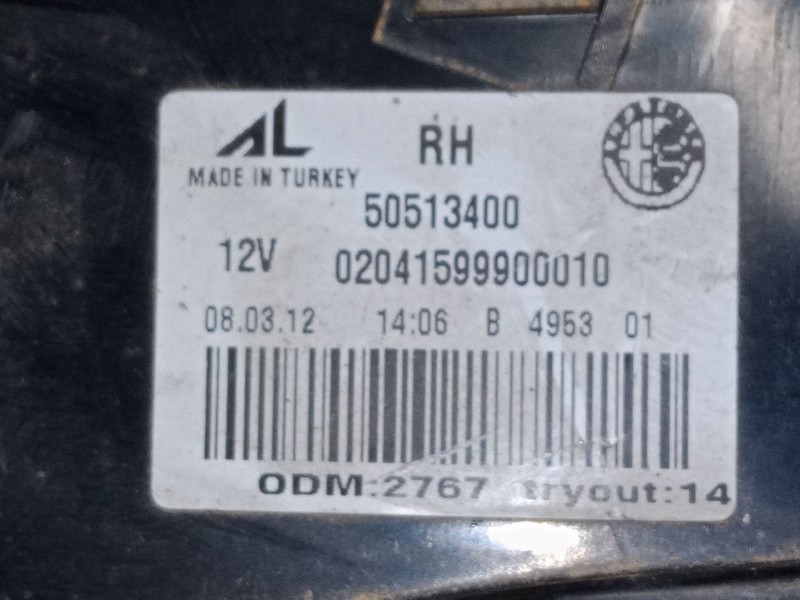 AL RH
MADE IN TURKEY
50513400
12V 02041599900010
08.03.12 14:06 B 4953 01
ODM:2767 tryout:14